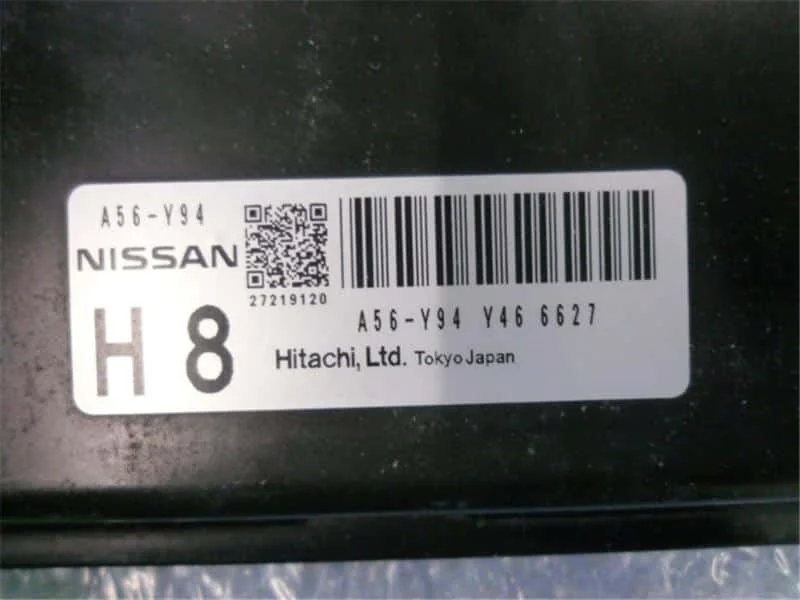 A56-Y94
NISSAN
H 8
27219120
A56-Y94 Y46 6627
Hitachi, Ltd. Tokyo Japan